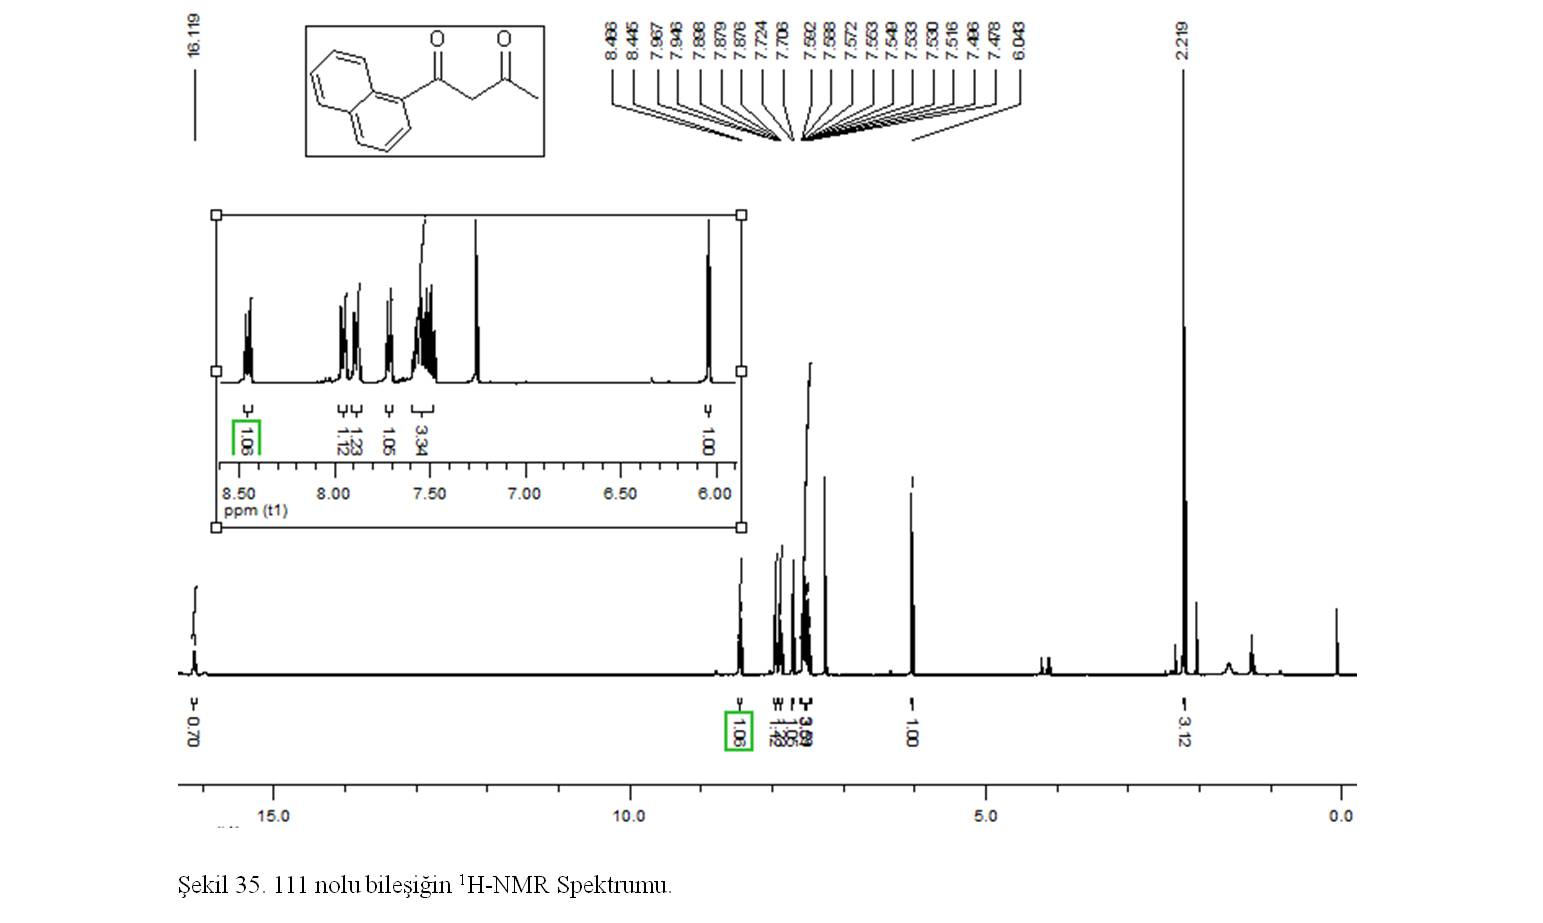 16.119
O O
8.466 8.445 7.967 7.946 7.898 7.879 7.876 7.724 7.706 7.592 7.588 7.572 7.553 7.549 7.533 7.530 7.516 7.496 7.478 6.043
2.219
1.06 1.12 1.23 1.05 3.34 1.00
8.50 8.00 7.50 7.00 6.50 6.00
ppm (t1)
0.70 1.06 1.00 3.12
15.0 10.0 5.0 0.0
Şekil 35. 111 nolu bileşiğin ¹H-NMR Spektrumu.